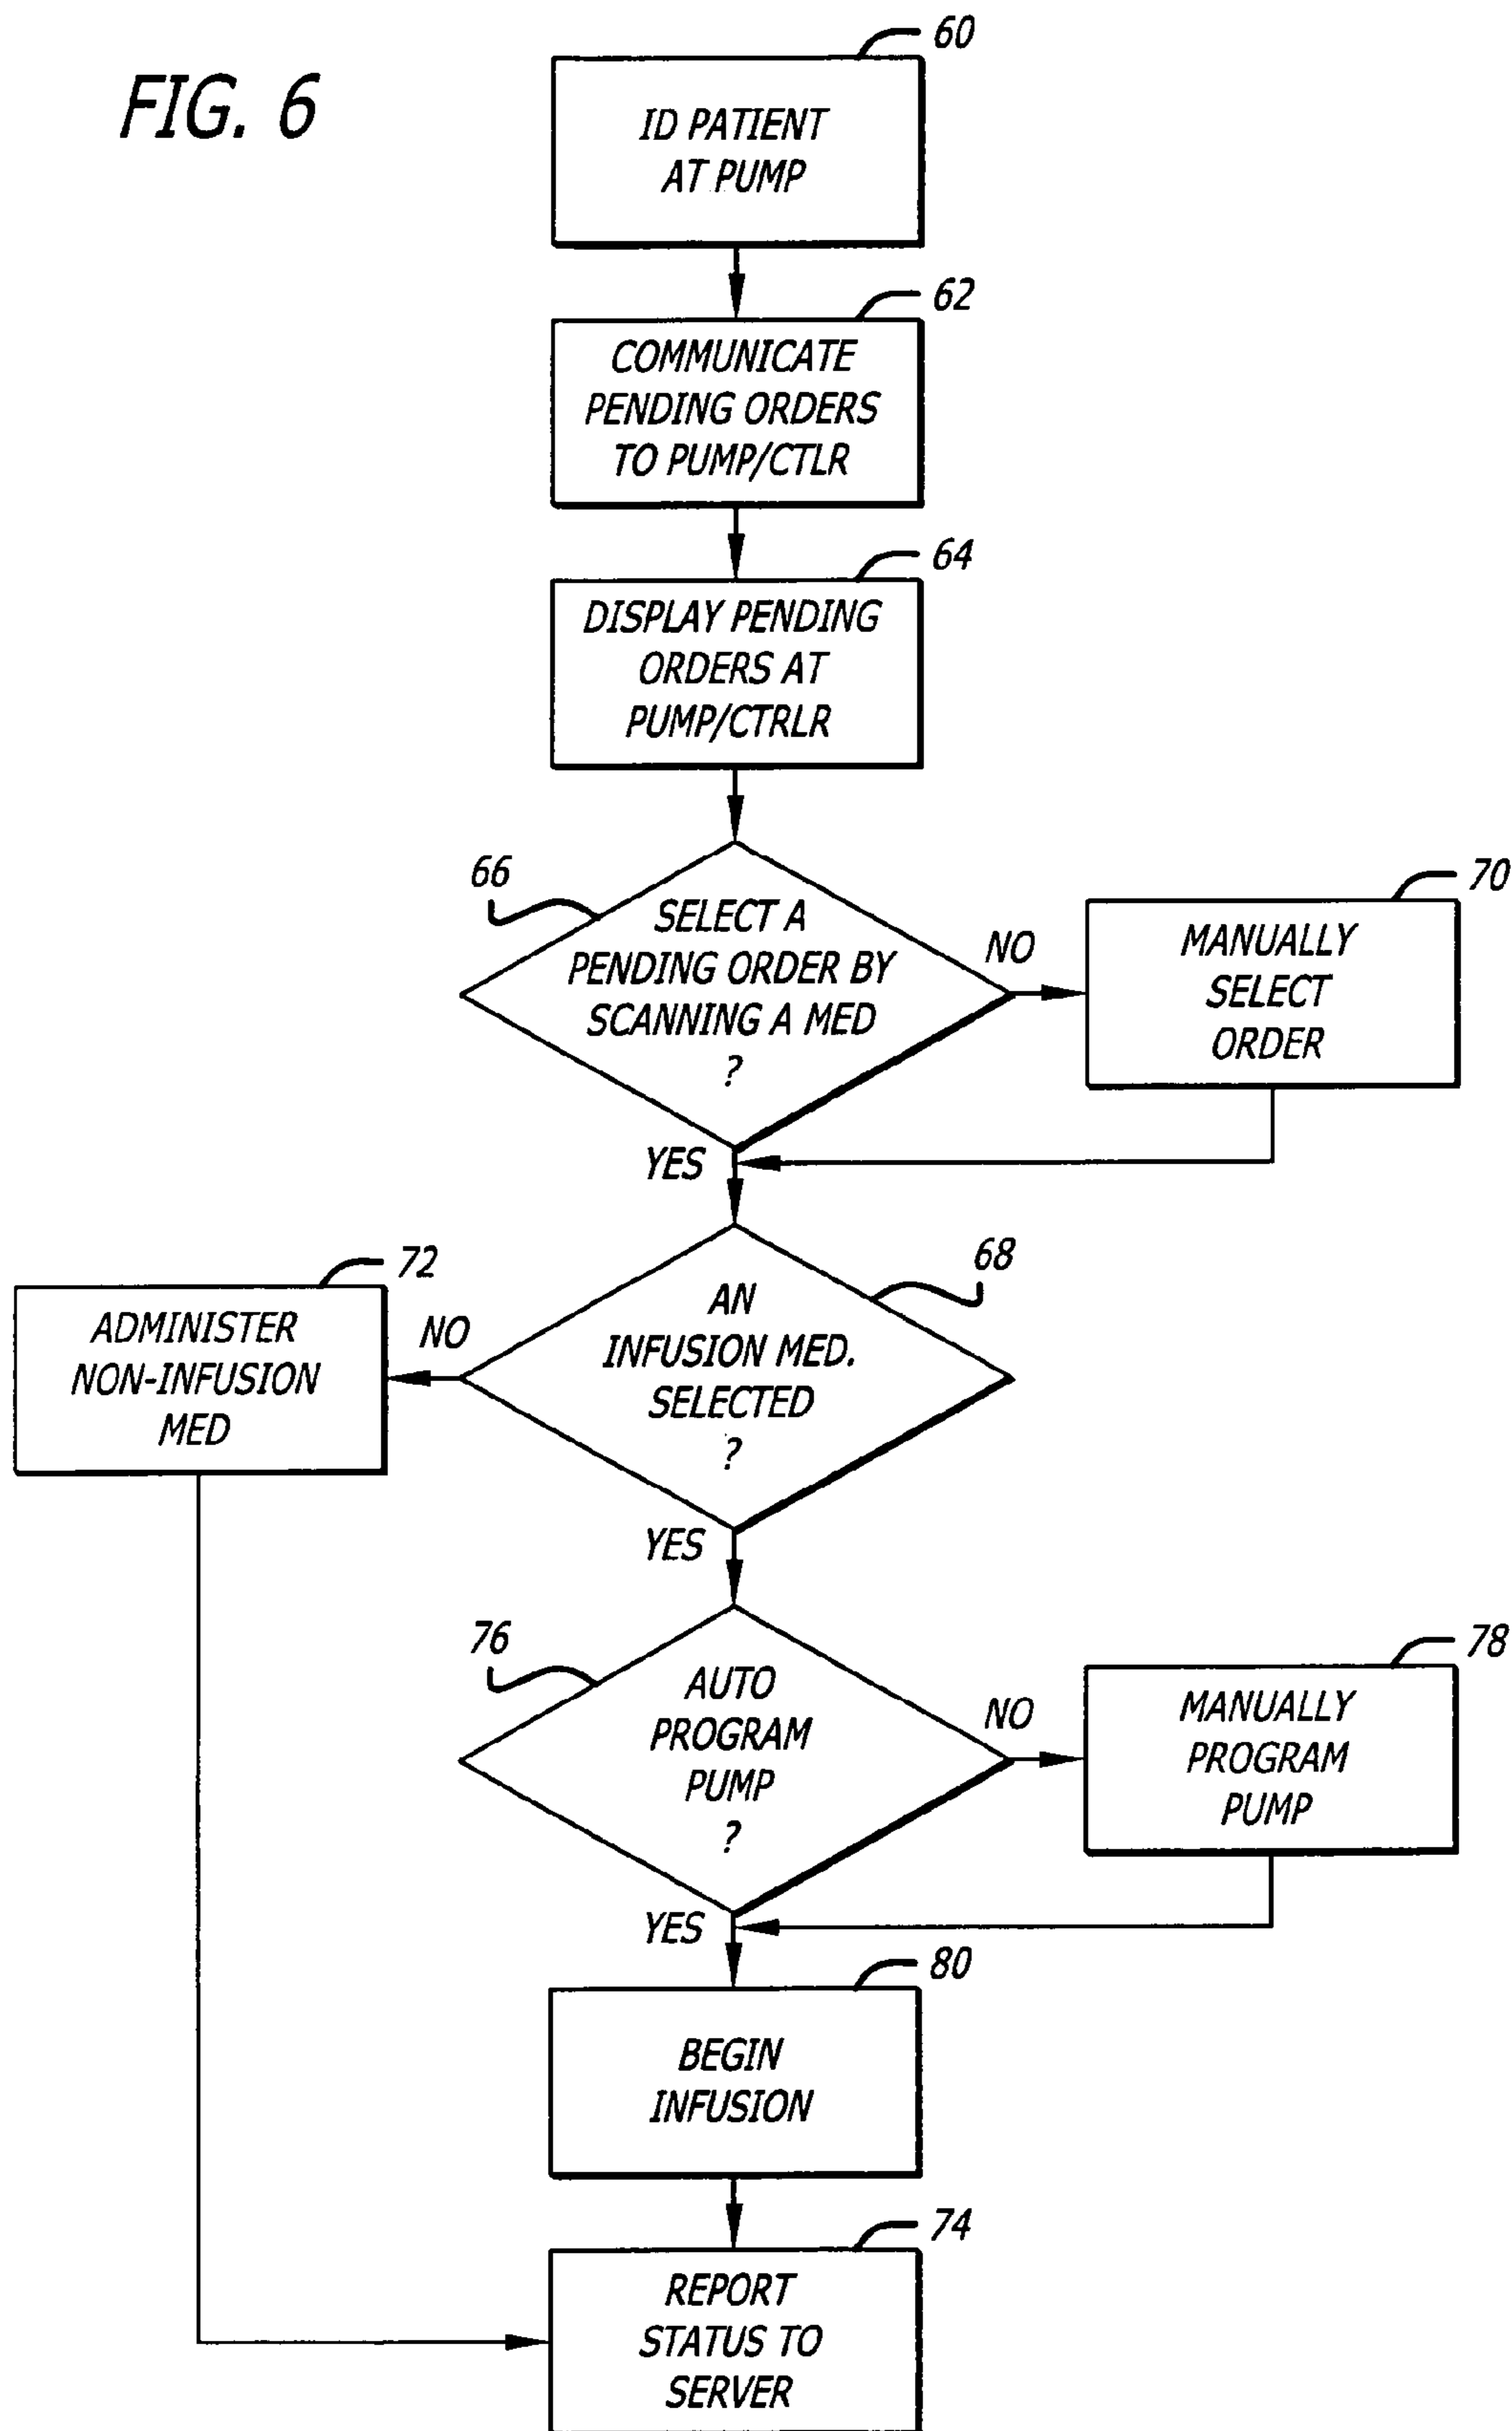 FIG. 6
60
ID PATIENT
AT PUMP
62
COMMUNICATE
PENDING ORDERS
TO PUMP/CTLR
64
DISPLAY PENDING
ORDERS AT
PUMP/CTRLR
66
SELECT A
PENDING ORDER BY
SCANNING A MED
?
NO
70
MANUALLY
SELECT
ORDER
YES
68
AN
INFUSION MED.
SELECTED
?
NO
72
ADMINISTER
NON-INFUSION
MED
YES
76
AUTO
PROGRAM
PUMP
?
NO
78
MANUALLY
PROGRAM
PUMP
YES
80
BEGIN
INFUSION
74
REPORT
STATUS TO
SERVER